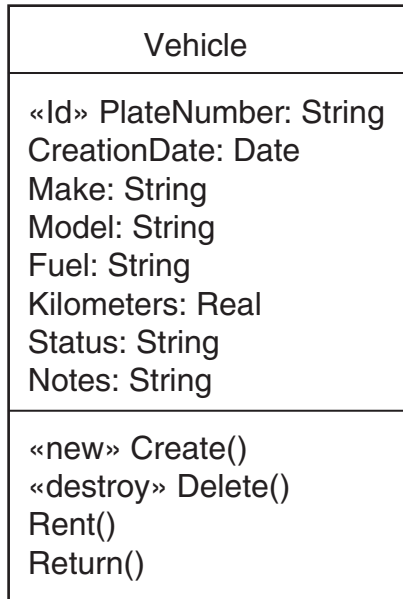 Vehicle
«Id» PlateNumber: String
CreationDate: Date
Make: String
Model: String
Fuel: String
Kilometers: Real
Status: String
Notes: String
«new» Create()
«destroy» Delete()
Rent()
Return()